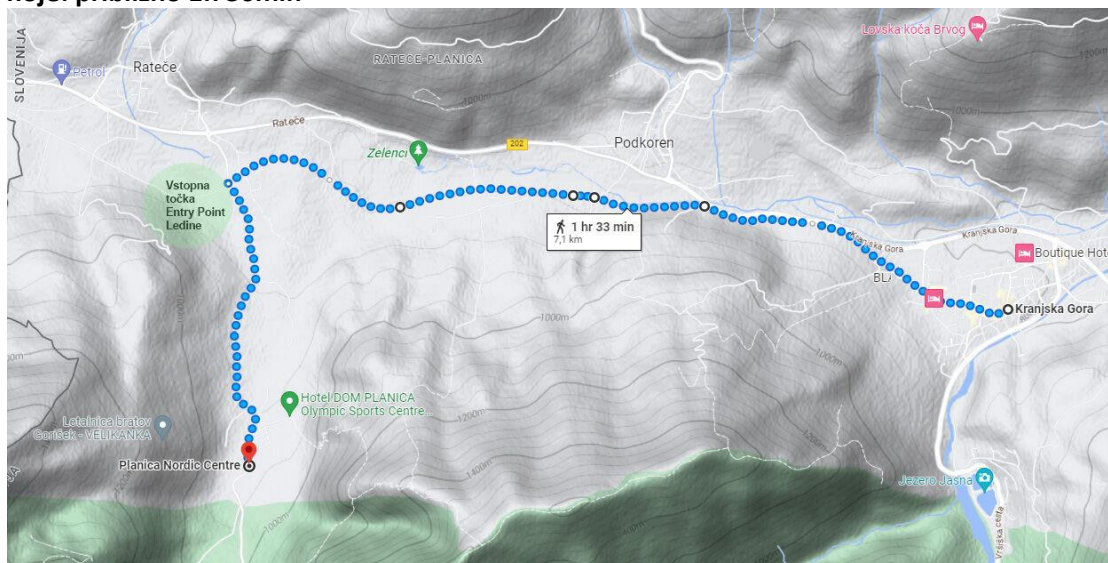 SLOVENIJA
Petrol
Rateče
RATEČE-PLANICA
Lovska koča Brvog
1000m
1000m
Rateče
202
Zelenci
Podkoren
Vstopna
točka
Entry Point
Ledine
1 hr 33 min
7,1 km
Kranjska Gora
Kranjska Gora
Boutique Hote
BLA
Kranjska Gora
1000m
1000m
1000m
Hotel DOM PLANICA
Olympic Sports Centre...
1200m
Letalnica bratov
Gorišek - VELIKANKA
Planica Nordic Centre
1400m
1000m
Jezero Jasna
Vršiška cesta